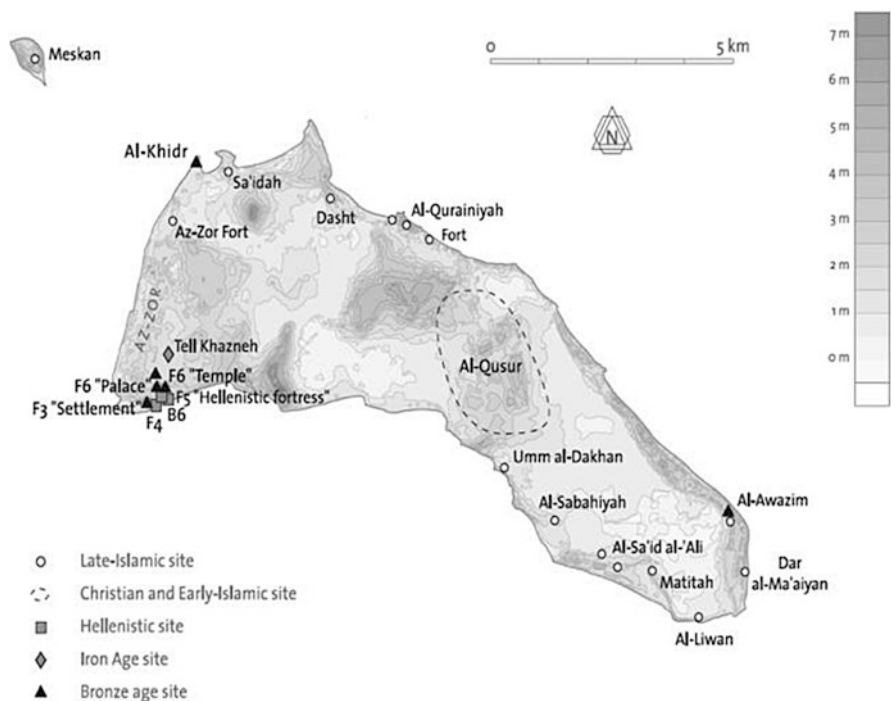 Meskan
0
5 km
N
7 m
6 m
5 m
4 m
3 m
2 m
1 m
0 m
Al-Khidr
Sa'idah
Dasht
Al-Qurainiyah
Fort
Az-Zor Fort
AZ-ZOR
Tell Khazneh
F6 "Palace"
F6 "Temple"
F5 "Hellenistic fortress"
F3 "Settlement"
F4
B6
Al-Qusur
Umm al-Dakhan
Al-Sabahiyah
Al-Awazim
Al-Sa'id al-'Ali
Matitah
Dar
al-Ma'aiyan
Al-Liwan
Late-Islamic site
Christian and Early-Islamic site
Hellenistic site
Iron Age site
Bronze age site